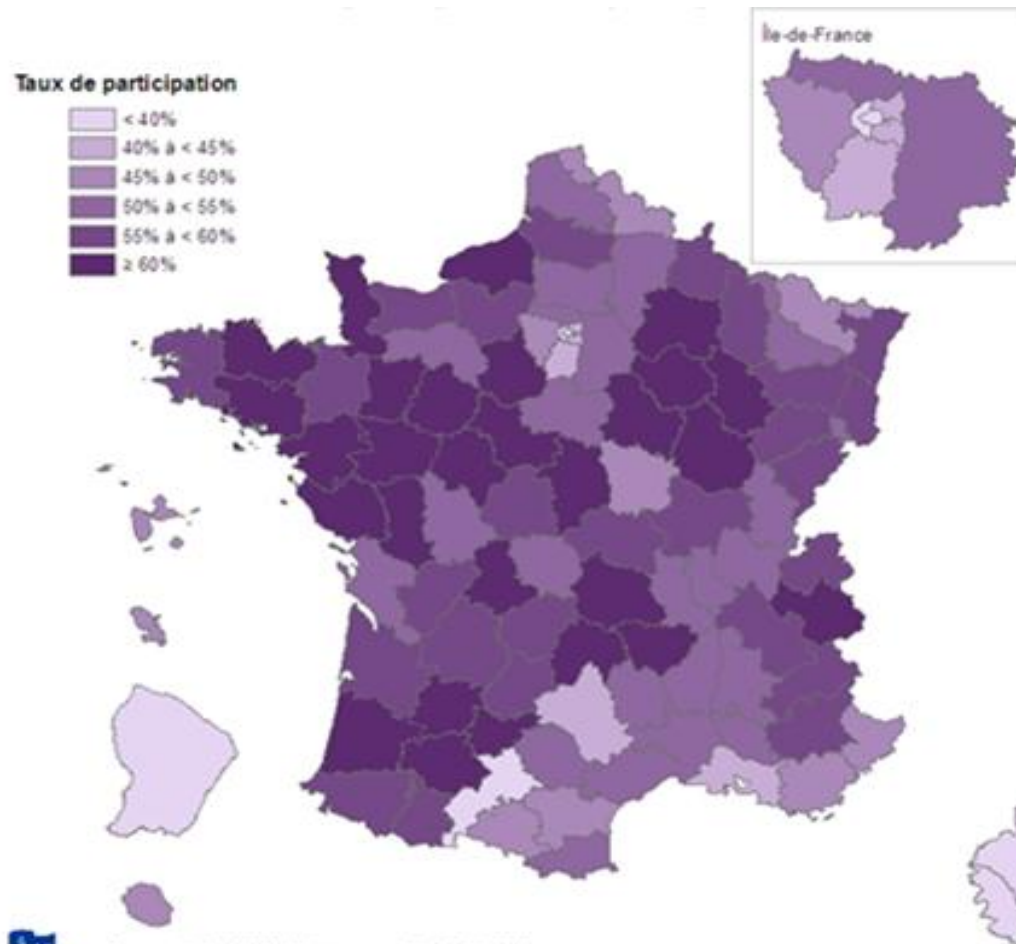 Île-de-France
Taux de participation
< 40%
40% à < 45%
45% à < 50%
50% à < 55%
55% à < 60%
≥ 60%